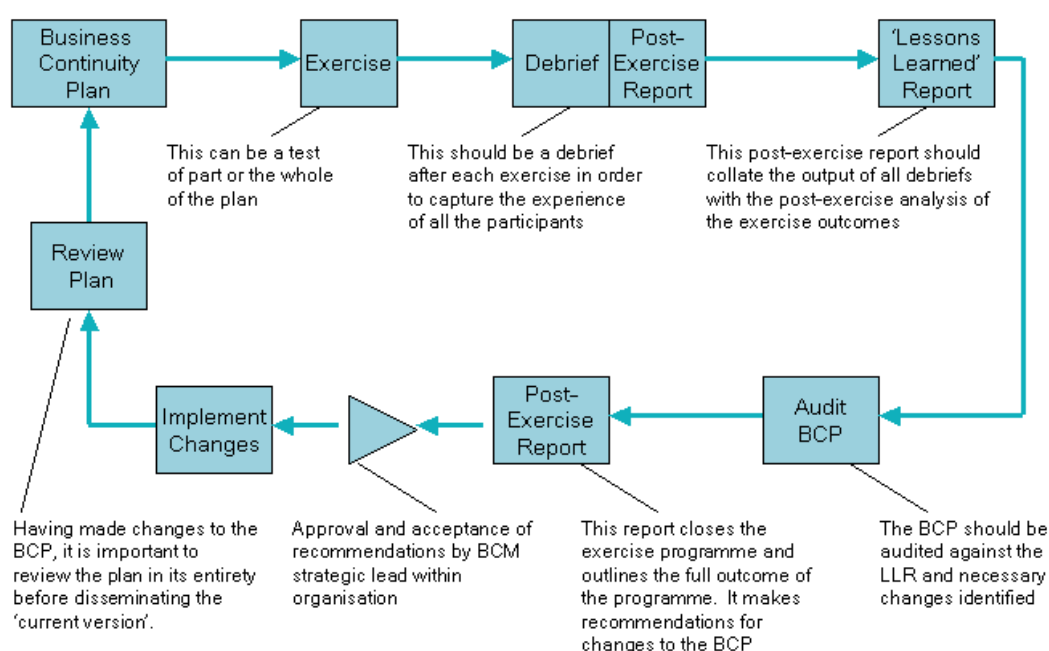 Business
Continuity
Plan
Exercise
Debrief
Post-
Exercise
Report
‘Lessons
Learned’
Report
This can be a test
of part or the whole
of the plan
This should be a debrief
after each exercise in order
to capture the experience
of all the participants
This post-exercise report should
collate the output of all debriefs
with the post-exercise analysis of
the exercise outcomes
Review
Plan
Implement
Changes
Post-
Exercise
Report
Audit
BCP
Having made changes to the
BCP, it is important to
review the plan in its entirety
before disseminating the
‘current version’.
Approval and acceptance of
recommendations by BCM
strategic lead within
organisation
This report closes the
exercise programme and
outlines the full outcome of
the programme. It makes
recommendations for
changes to the BCP
The BCP should be
audited against the
LLR and necessary
changes identified